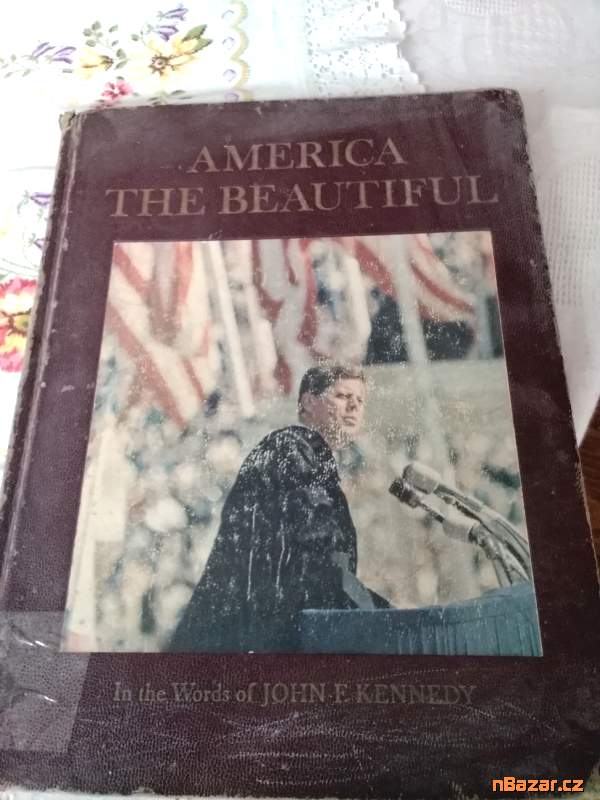 AMERICA
THE BEAUTIFUL
In the Words of JOHN F. KENNEDY
nBazar.cz